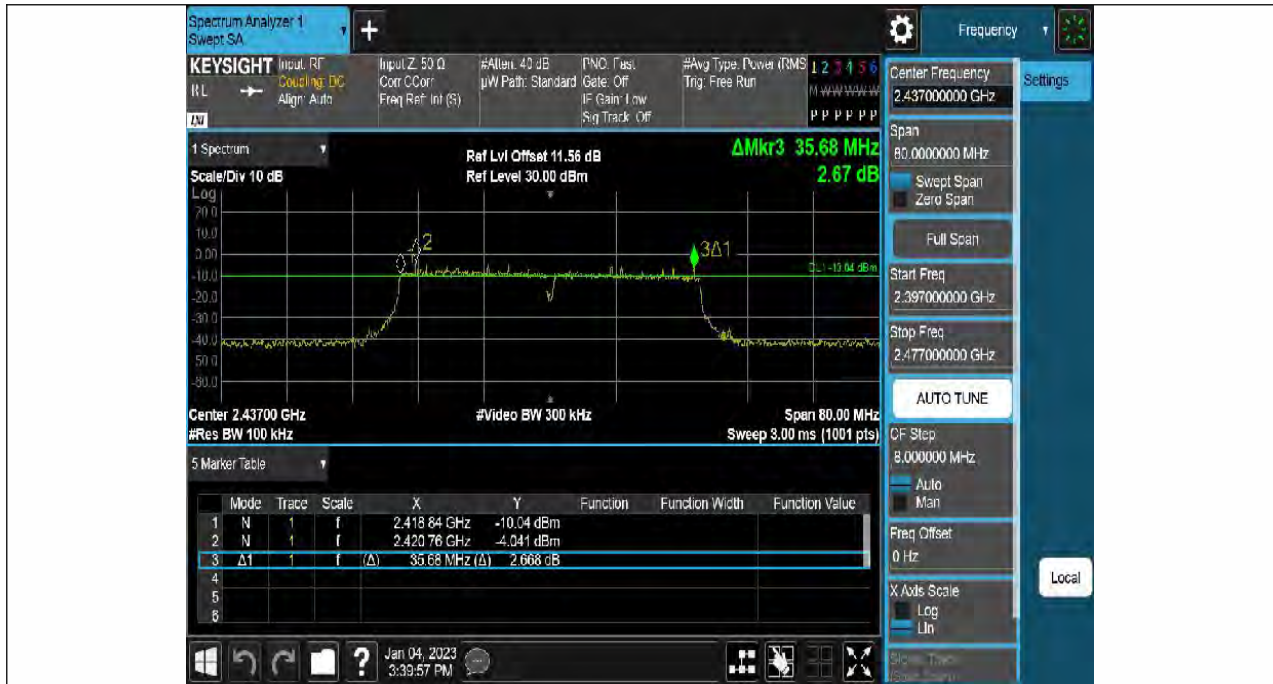 Spectrum Analyzer 1
Swept SA
+
Frequency
KEYSIGHT
RL
Input: RF
Coupling: DC
Align: Auto
Input Z: 50 Ω
Corr CCorr
Freq Ref: Int (S)
#Atten: 40 dB
µW Path: Standard
PNO: Fast
Gate: Off
IF Gain: Low
Sig Track: Off
#Avg Type: Power (RMS
Trig: Free Run
1 2 3 4 5 6
M W W W W W
P P P P P P
1 Spectrum
Scale/Div 10 dB
Ref Lvl Offset 11.56 dB
Ref Level 30.00 dBm
ΔMkr3 35.68 MHz
2.67 dB
Log
20.0
10.0
0.00
-10.0
-20.0
-30.0
-40.0
-50.0
-60.0
2
3Δ1
Center 2.43700 GHz
#Res BW 100 kHz
#Video BW 300 kHz
Span 80.00 MHz
Sweep 3.00 ms (1001 pts)
5 Marker Table
Mode Trace Scale X Y Function Function Width Function Value
1 N 1 f 2.418 84 GHz -10.04 dBm
2 N 1 f 2.420 76 GHz -4.041 dBm
3 Δ1 1 f (Δ) 35.68 MHz (Δ) 2.668 dB
4
5
6
Jan 04, 2023
3:39:57 PM
?
Center Frequency
2.437000000 GHz
Span
80.0000000 MHz
Swept Span
Zero Span
Full Span
Start Freq
2.397000000 GHz
Stop Freq
2.477000000 GHz
AUTO TUNE
CF Step
8.000000 MHz
Auto
Man
Freq Offset
0 Hz
X Axis Scale
Log
Lin
Settings
Local